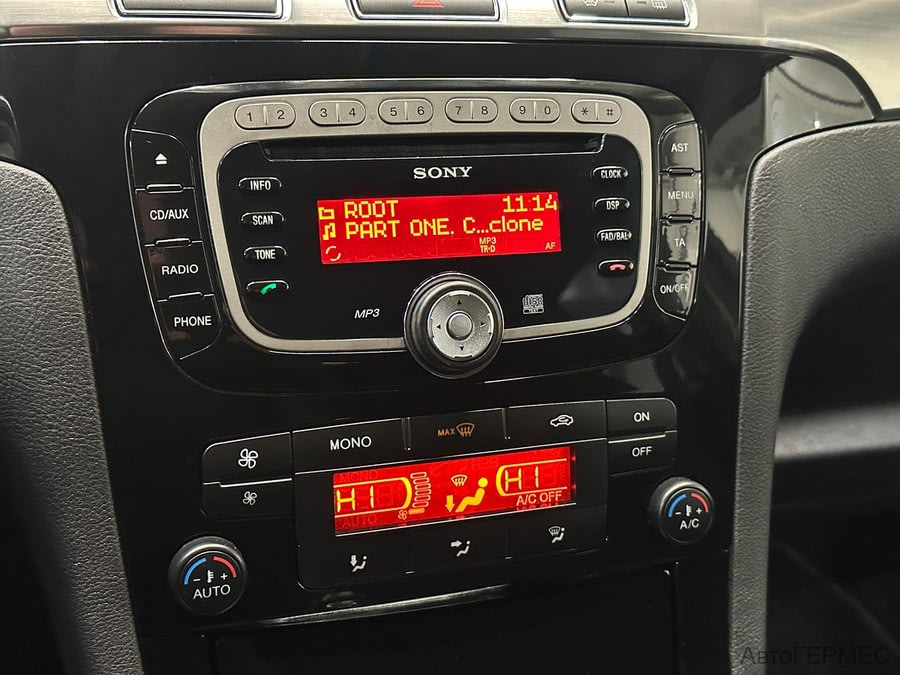 1 2 3 4 5 6 7 8 9 0 * #
SONY
CD/AUX
RADIO
PHONE
INFO
SCAN
TONE
ROOT 11.14
PART ONE. C...clone
MP3
TR-D
AF
CLOCK
DSP
FAD/BAL
AST
MENU
TA
ON/OFF
MP3
MONO
MAX
ON
OFF
HI
HI
A/C OFF
AUTO
AUTO
A/C
АвтоГЕРМЕС